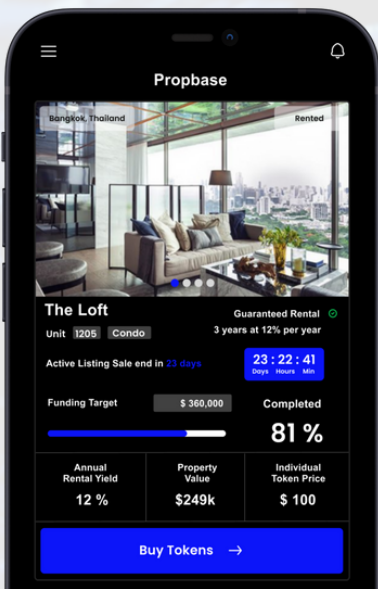 Propbase
Bangkok, Thailand
Rented
The Loft
Guaranteed Rental
Unit 1205 Condo
3 years at 12% per year
Active Listing Sale end in 23 days
23 : 22 : 41
Days Hours Min
Funding Target
$ 360,000
Completed
81 %
Annual
Rental Yield
12 %
Property
Value
$249k
Individual
Token Price
$ 100
Buy Tokens →